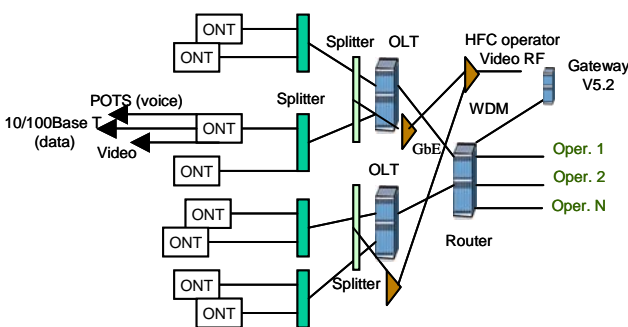 ONT
ONT
Splitter
OLT
HFC operator
Video RF
Gateway
V5.2
POTS (voice)
Splitter
10/100Base T
(data)
ONT
WDM
Video
GbE
ONT
OLT
Oper. 1
Oper. 2
Oper. N
ONT
ONT
Router
ONT
Splitter
ONT